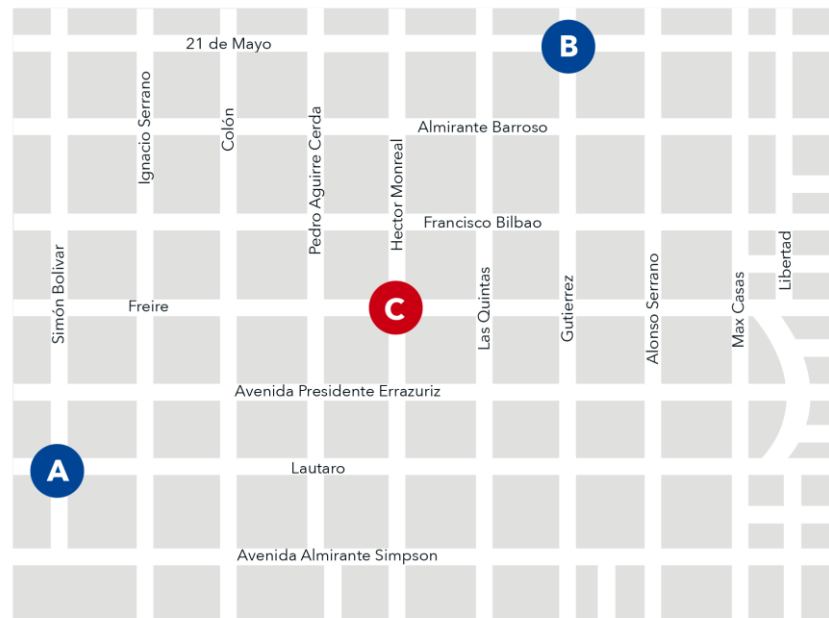 B
21 de Mayo
Ignacio Serrano
Colón
Pedro Aguirre Cerda
Almirante Barroso
Hector Monreal
Francisco Bilbao
Simón Bolivar
Libertad
Las Quintas
Gutierrez
Alonso Serrano
Max Casas
Freire
C
Avenida Presidente Errazuriz
A
Lautaro
Avenida Almirante Simpson